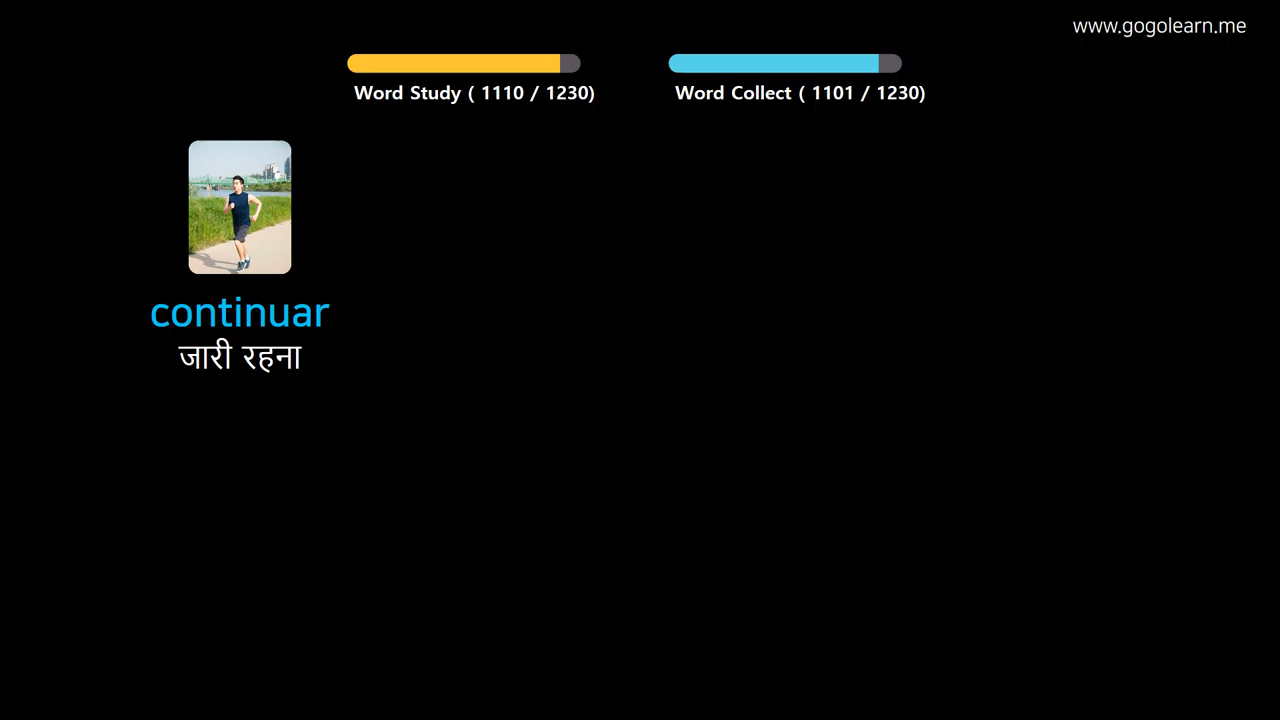 www.gogolearn.me
Word Study ( 1110 / 1230)
Word Collect ( 1101 / 1230)
continuar
जारी रहना